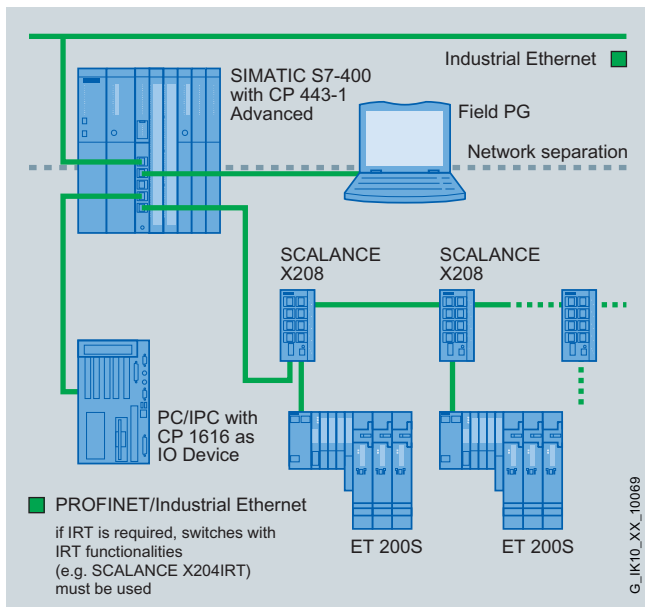 Industrial Ethernet
SIMATIC S7-400
with CP 443-1
Advanced
Field PG
Network separation
SCALANCE
X208
SCALANCE
X208
PC/IPC with
CP 1616 as
IO Device
PROFINET/Industrial Ethernet
if IRT is required, switches with
IRT functionalities
(e.g. SCALANCE X204IRT)
must be used
ET 200S
ET 200S
G_IK10_XX_10069